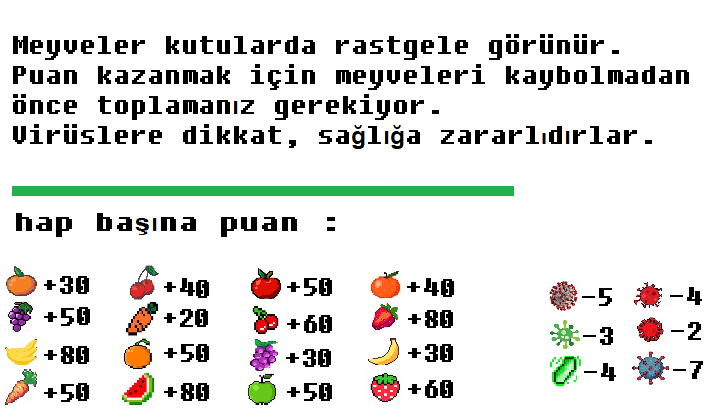 Meyveler kutularda rastgele görünür.
Puan kazanmak için meyveleri kaybolmadan
önce toplamanız gerekiyor.
Virüslere dikkat, sağlığa zararlıdırlar.
hap başına puan :
+30 +40 +50 +40 -5 -4
+50 +20 +60 +80 -3 -2
+80 +50 +30 +30 -4 -7
+50 +80 +50 +60